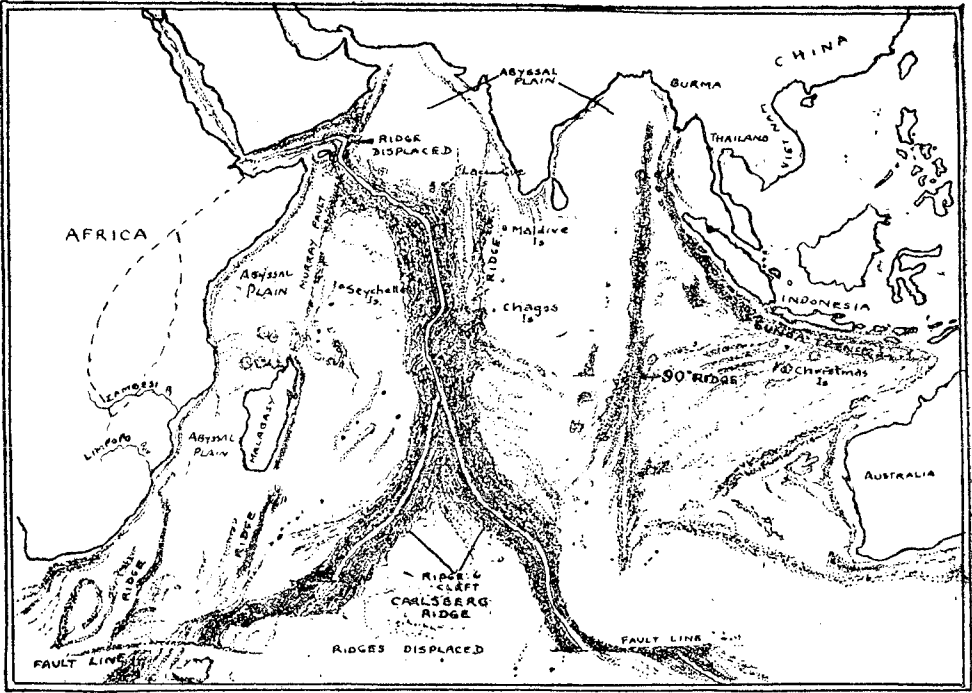 CHINA
ABYSSAL
PLAIN
BURMA
THAILAND
RIDGE
DISPLACED
AFRICA
MURRAY FAULT
RIDGE
Maldive
Is
ABYSSAL
PLAIN
Seychelles
Is.
Chagos
Is
INDONESIA
90° RIDGE
Christmas
Is
ZAMBESI R
LIMPOPO
ABYSSAL
PLAIN
MALAGASY
AUSTRALIA
RIDGE
RIDGE
RIDGE &
CLEFT
CARLSBERG
RIDGE
RIDGES DISPLACED
FAULT LINE
FAULT LINE